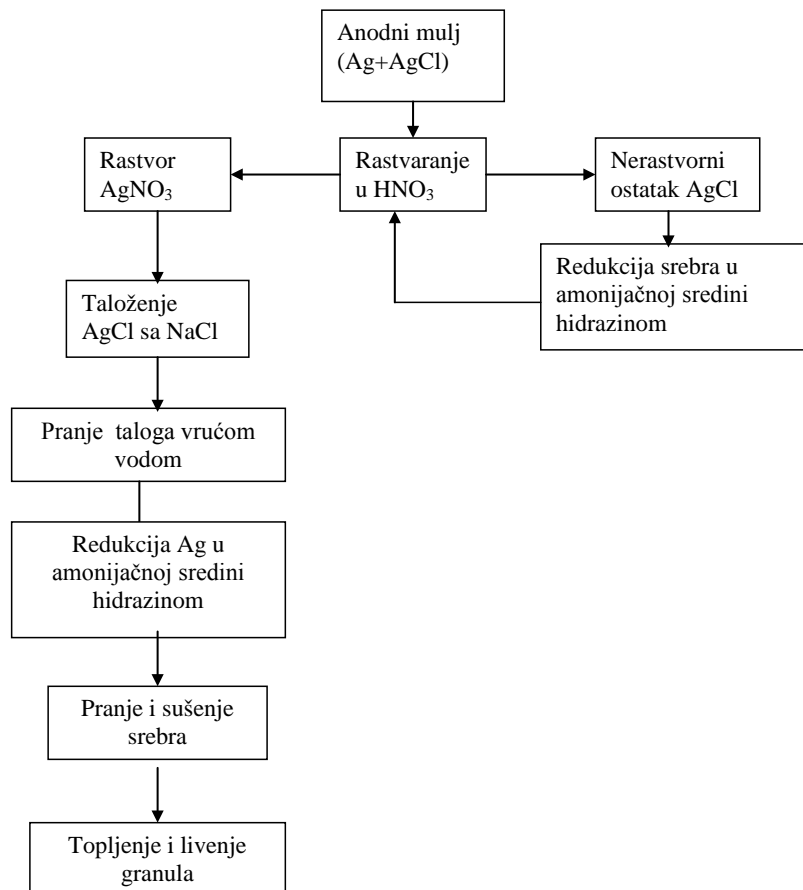 Anodni mulj
(Ag+AgCl)
Rastvor
AgNO₃
Rastvaranje
u HNO₃
Nerastvorni
ostatak AgCl
Redukcija srebra u
amonijačnoj sredini
hidrazinom
Taloženje
AgCl sa NaCl
Pranje taloga vrućom
vodom
Redukcija Ag u
amonijačnoj sredini
hidrazinom
Pranje i sušenje
srebra
Topljenje i livenje
granula